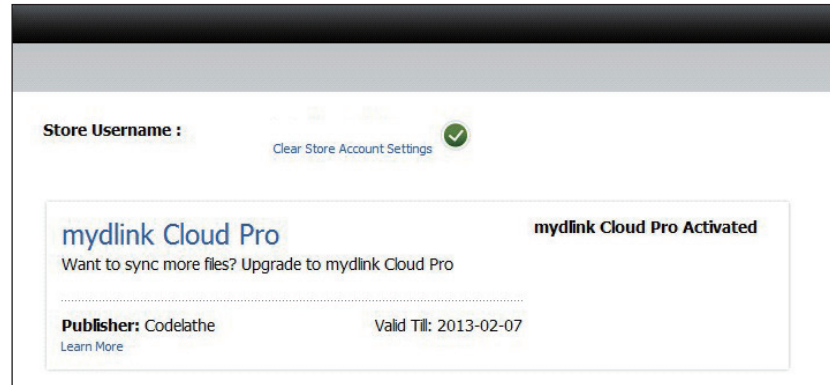 Store Username :
Clear Store Account Settings
mydlink Cloud Pro
mydlink Cloud Pro Activated
Want to sync more files? Upgrade to mydlink Cloud Pro
Publisher: Codelathe
Valid Till: 2013-02-07
Learn More